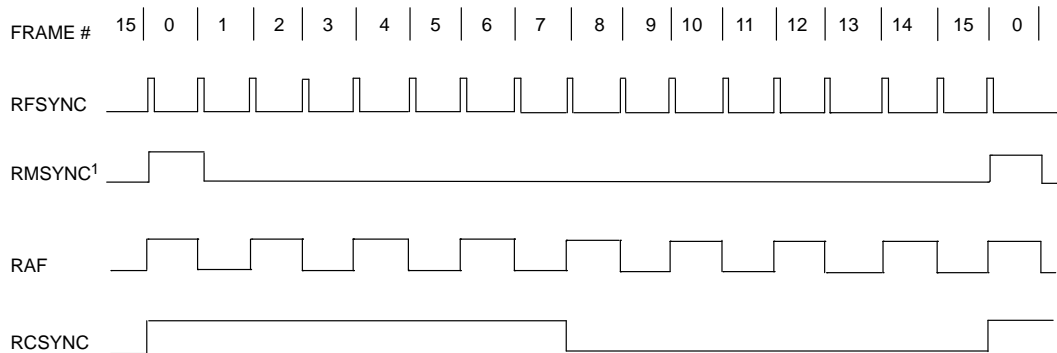 FRAME # 15 0 1 2 3 4 5 6 7 8 9 10 11 12 13 14 15 0
RFSYNC
RMSYNC1
RAF
RCSYNC